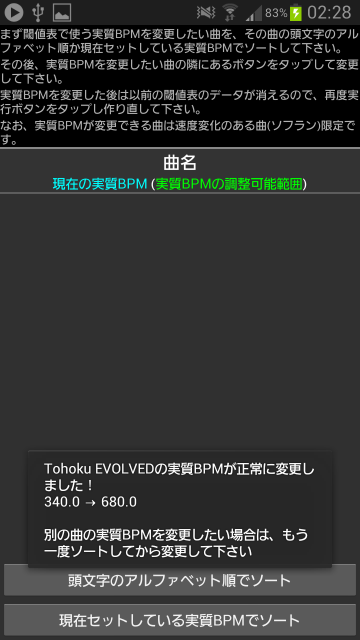 83% 02:28
まず閾値表で使う実質BPMを変更したい曲を、その曲の頭文字のアル
ファベット順か現在セットしている実質BPMでソートして下さい。
その後、実質BPMを変更したい曲の隣にあるボタンをタップして変更
して下さい。
実質BPMを変更した後は以前の閾値表のデータが消えるので、再度実
行ボタンをタップし作り直して下さい。
なお、実質BPMが変更できる曲は速度変化のある曲(ソフラン)限定で
す。
曲名
現在の実質BPM (実質BPMの調整可能範囲)
Tohoku EVOLVEDの実質BPMが正常に変更し
ました！
340.0 → 680.0
別の曲の実質BPMを変更したい場合は、もう
一度ソートしてから変更して下さい
頭文字のアルファベット順でソート
現在セットしている実質BPMでソート